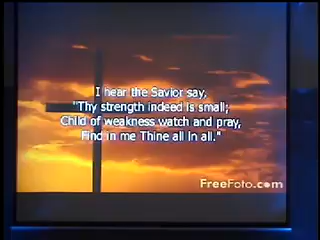 I hear the Savior say,
"Thy strength indeed is small;
Child of weakness watch and pray,
Find in me Thine all in all."
FreeFoto.com